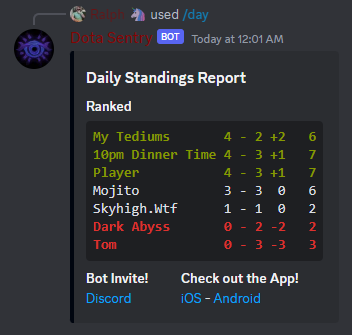 Ralph used /day
Dota Sentry BOT Today at 12:01 AM
Daily Standings Report
Ranked
My Tediums 4 - 2 +2 6
10pm Dinner Time 4 - 3 +1 7
Player 4 - 3 +1 7
Mojito 3 - 3 0 6
Skyhigh.Wtf 1 - 1 0 2
Dark Abyss 0 - 2 -2 2
Tom 0 - 3 -3 3
Bot Invite! Check out the App!
Discord iOS - Android